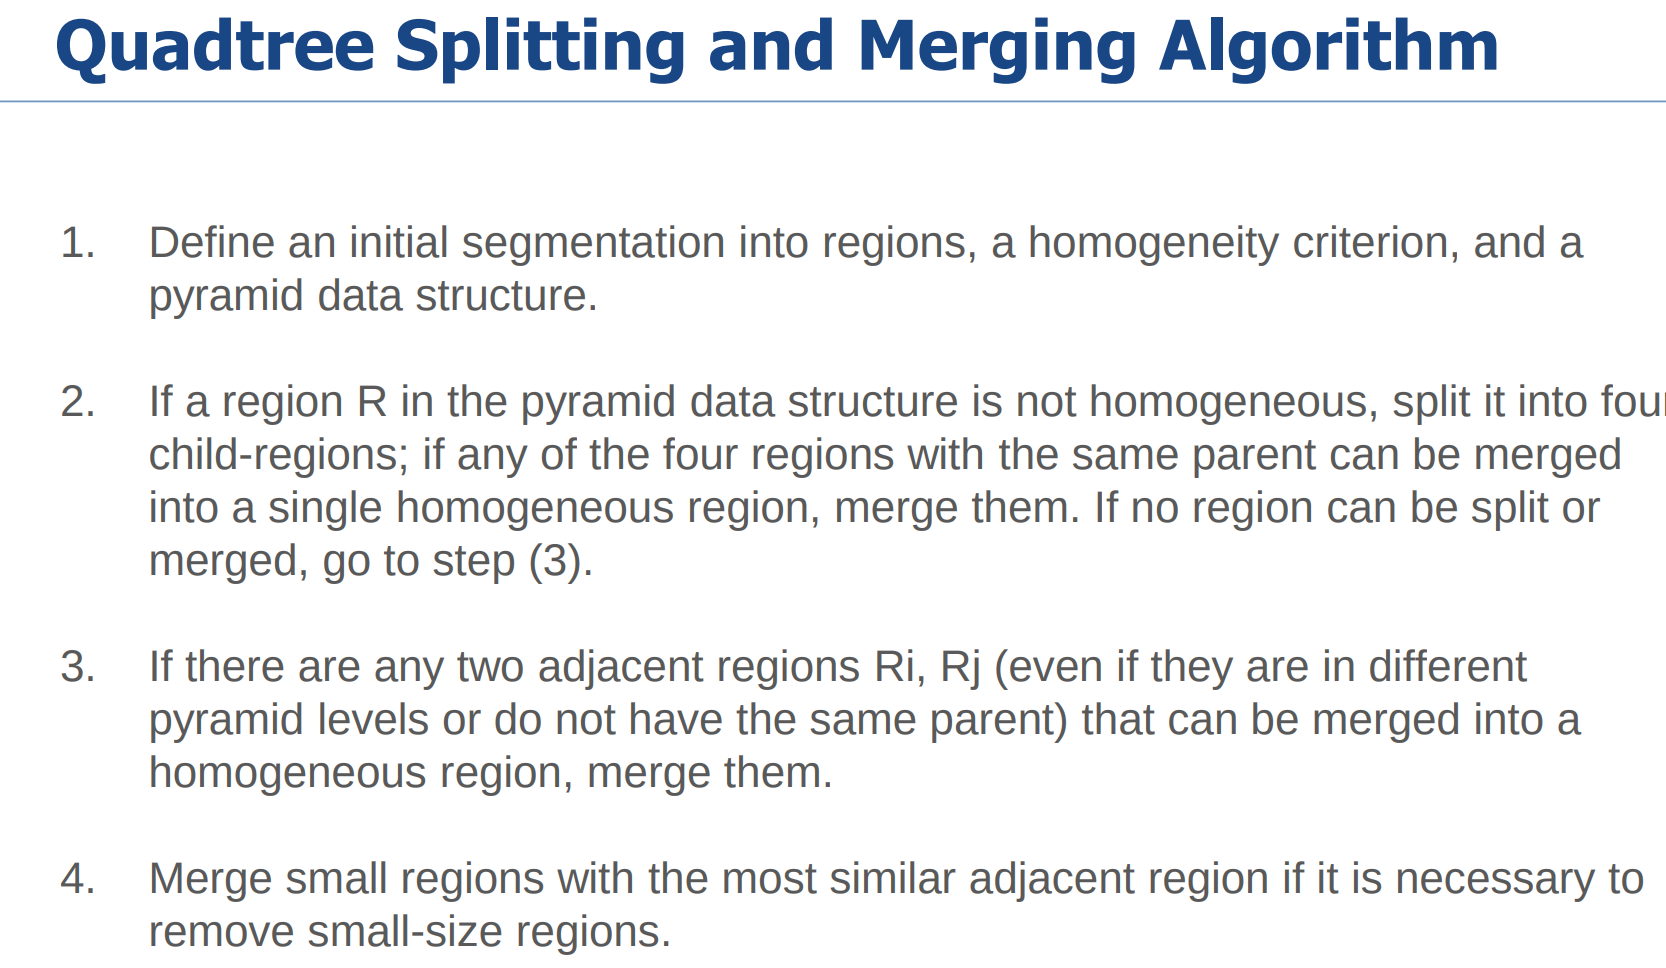 Quadtree Splitting and Merging Algorithm
1. Define an initial segmentation into regions, a homogeneity criterion, and a
pyramid data structure.
2. If a region R in the pyramid data structure is not homogeneous, split it into four
child-regions; if any of the four regions with the same parent can be merged
into a single homogeneous region, merge them. If no region can be split or
merged, go to step (3).
3. If there are any two adjacent regions Ri, Rj (even if they are in different
pyramid levels or do not have the same parent) that can be merged into a
homogeneous region, merge them.
4. Merge small regions with the most similar adjacent region if it is necessary to
remove small-size regions.